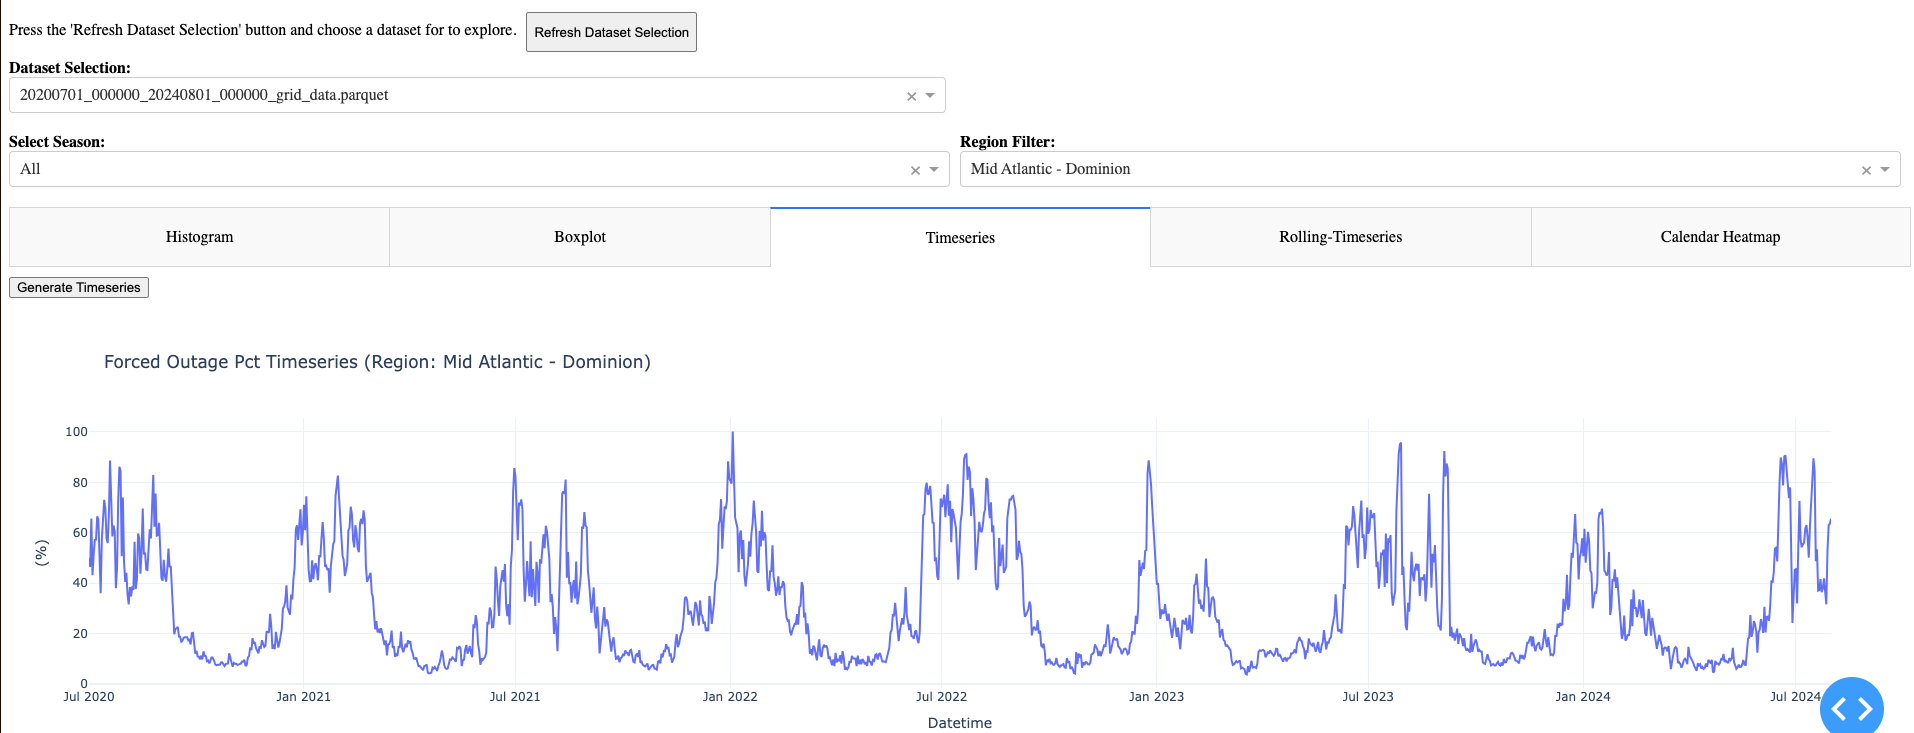 Press the 'Refresh Dataset Selection' button and choose a dataset for to explore. Refresh Dataset Selection
Dataset Selection:
20200701_000000_20240801_000000_grid_data.parquet
Select Season: Region Filter:
All Mid Atlantic - Dominion
Histogram Boxplot Timeseries Rolling-Timeseries Calendar Heatmap
Generate Timeseries
Forced Outage Pct Timeseries (Region: Mid Atlantic - Dominion)
100
80
60
40
20
0
(%)
Jul 2020 Jan 2021 Jul 2021 Jan 2022 Jul 2022 Jan 2023 Jul 2023 Jan 2024 Jul 2024
Datetime